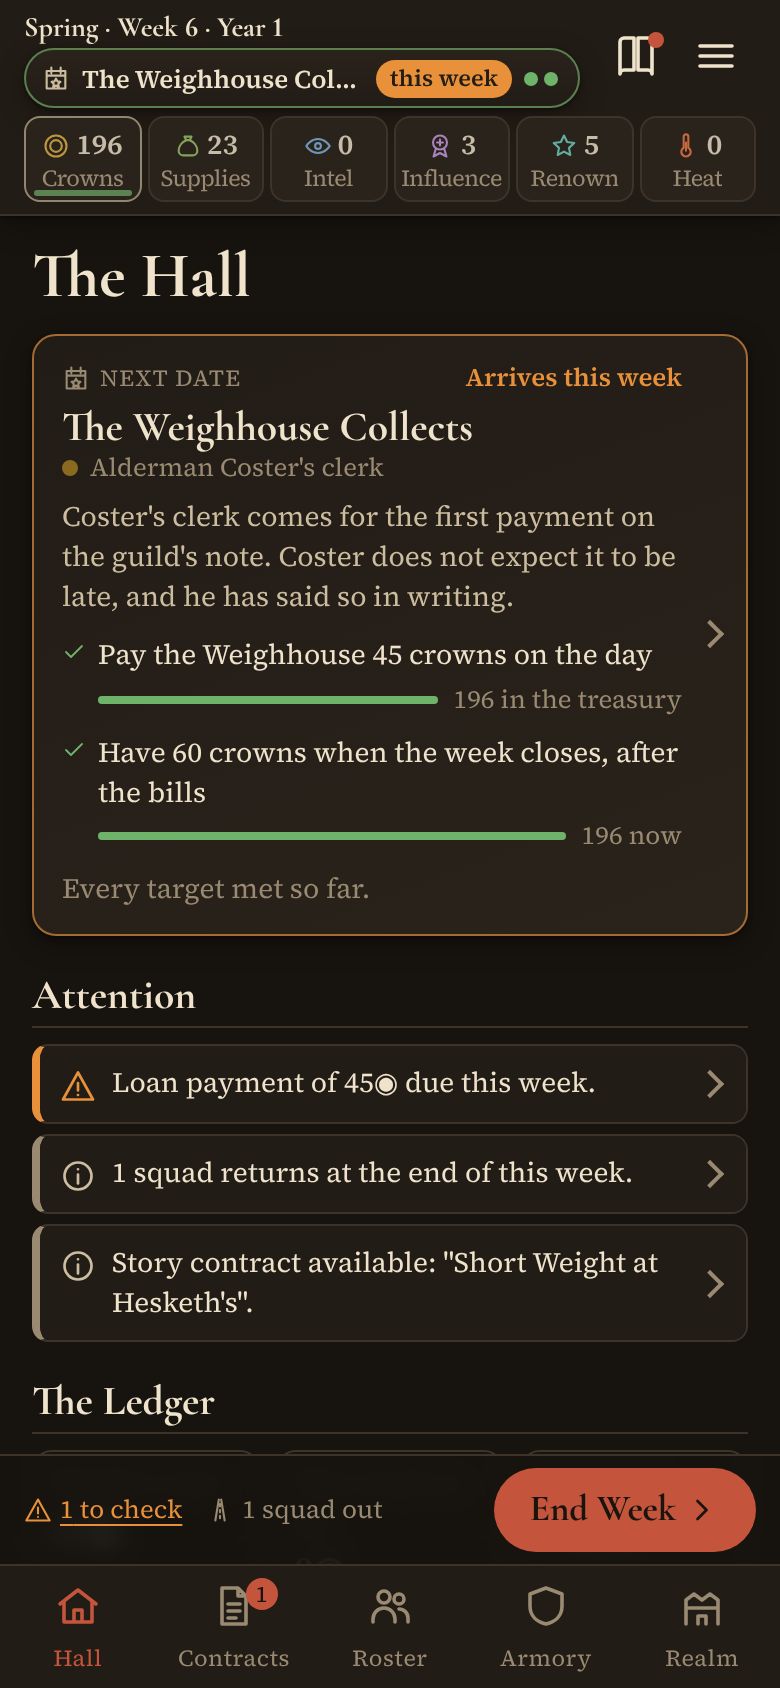 Spring · Week 6 · Year 1
The Weighhouse Col... this week
196 23 0 3 5 0
Crowns Supplies Intel Influence Renown Heat
The Hall
NEXT DATE Arrives this week
The Weighhouse Collects
Alderman Coster's clerk
Coster's clerk comes for the first payment on
the guild's note. Coster does not expect it to be
late, and he has said so in writing.
Pay the Weighhouse 45 crowns on the day
196 in the treasury
Have 60 crowns when the week closes, after
the bills
196 now
Every target met so far.
Attention
Loan payment of 45◉ due this week.
1 squad returns at the end of this week.
Story contract available: "Short Weight at
Hesketh's".
The Ledger
1 to check 1 squad out End Week
1
Hall Contracts Roster Armory Realm